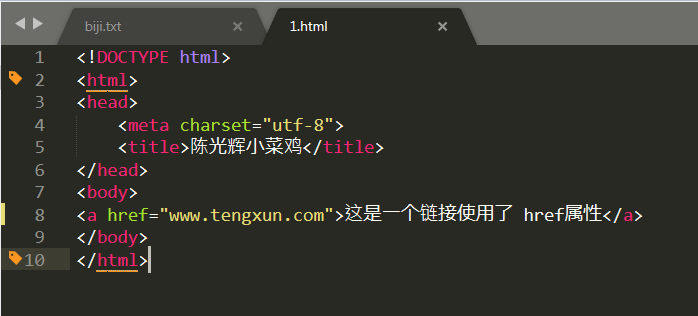 biji.txt × 1.html ×
1 <!DOCTYPE html>
2 <html>
3 <head>
4 <meta charset="utf-8">
5 <title>陈光辉小菜鸡</title>
6 </head>
7 <body>
8 <a href="www.tengxun.com">这是一个链接使用了 href属性</a>
9 </body>
10 </html>